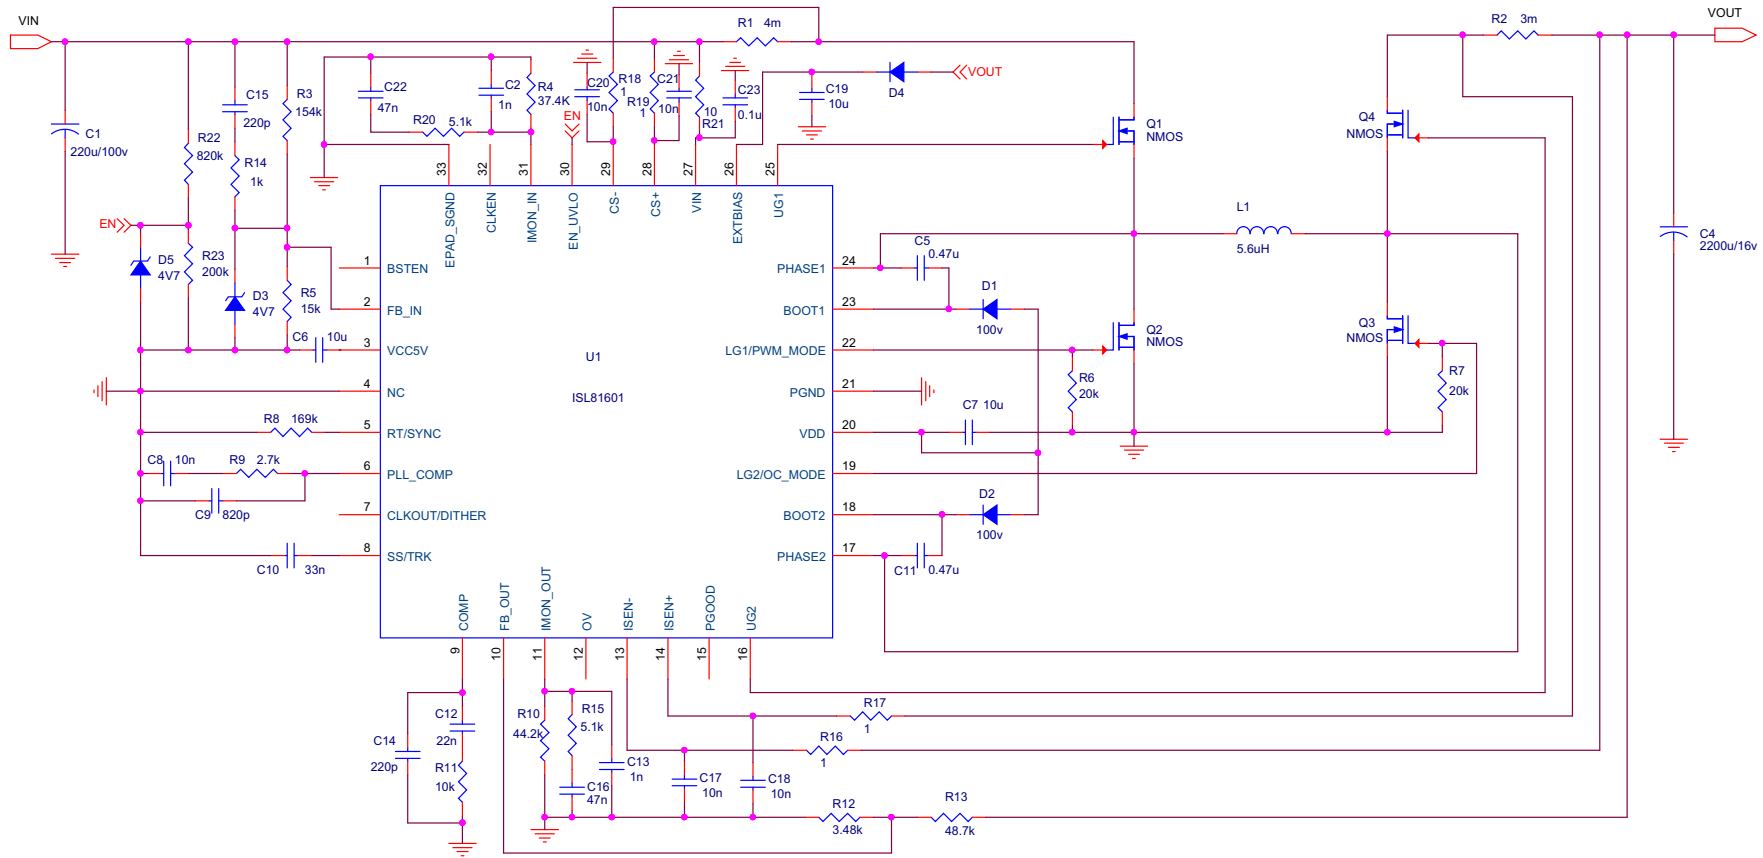 VIN
R1 4m
R2 3m
VOUT
C1
220u/100v
R22
820k
C15
220p
R14
1k
R3
154k
C22
47n
R20 5.1k
C2
1n
R4
37.4K
EN
C20
10n
R18
1
R19
1
C21
10n
10
R21
C23
0.1u
C19
10u
D4
VOUT
Q1
NMOS
Q4
NMOS
33
32
31
30
29
28
27
26
25
EPAD_SGND
CLKEN
IMON_IN
EN_UVLO
CS-
CS+
VIN
EXTBIAS
UG1
EN
D5
4V7
R23
200k
D3
4V7
R5
15k
C6 10u
L1
5.6uH
C4
2200u/16v
C5
0.47u
D1
100v
1 BSTEN
2 FB_IN
3 VCC5V
4 NC
5 RT/SYNC
6 PLL_COMP
7 CLKOUT/DITHER
8 SS/TRK
U1
ISL81601
PHASE1 24
BOOT1 23
LG1/PWM_MODE 22
PGND 21
VDD 20
LG2/OC_MODE 19
BOOT2 18
PHASE2 17
Q2
NMOS
Q3
NMOS
R6
20k
R7
20k
C7 10u
R8 169k
C8 10n
R9 2.7k
C9 820p
C10 33n
D2
100v
C11 0.47u
COMP
FB_OUT
IMON_OUT
OV
ISEN-
ISEN+
PGOOD
UG2
9
10
11
12
13
14
15
16
C14
220p
C12
22n
R11
10k
R10
44.2k
R15
5.1k
C16
47n
C13
1n
C17
10n
C18
10n
R17
1
R16
1
R12
3.48k
R13
48.7k